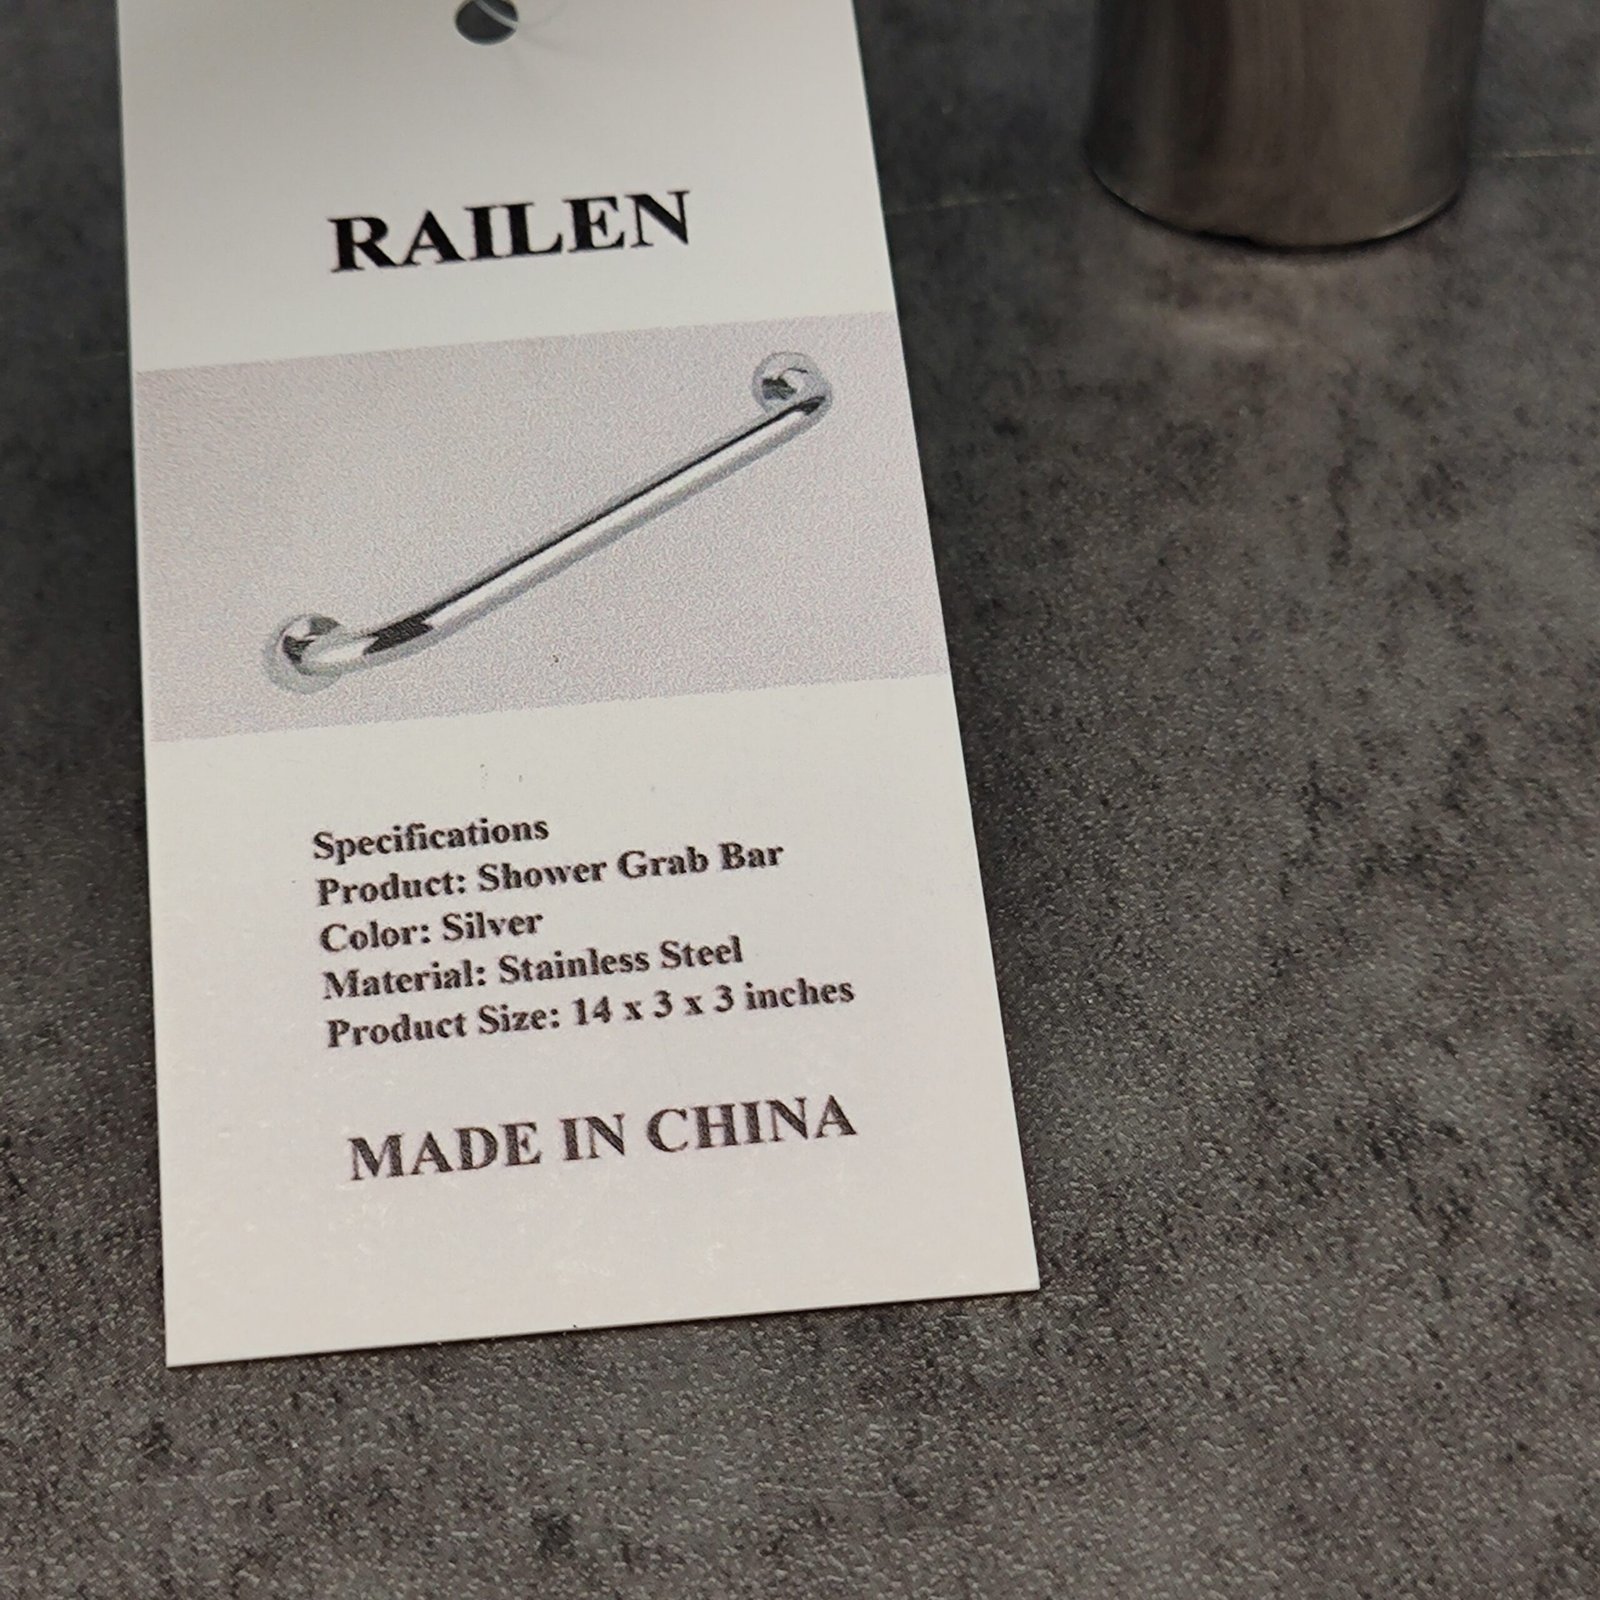 RAILEN
Specifications
Product: Shower Grab Bar
Color: Silver
Material: Stainless Steel
Product Size: 14 x 3 x 3 inches
MADE IN CHINA